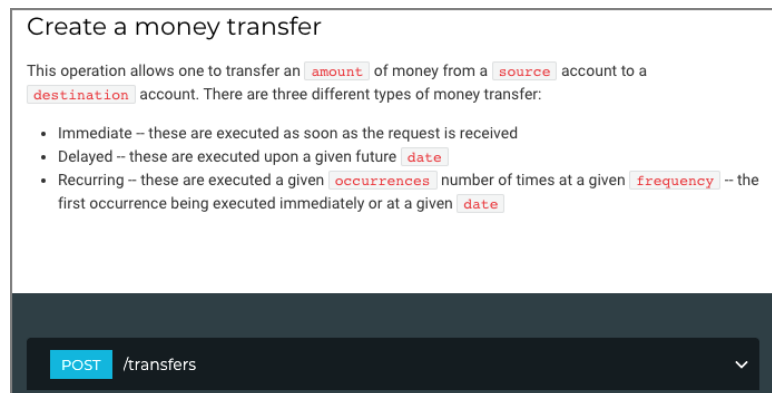 Create a money transfer
This operation allows one to transfer an amount of money from a source account to a
destination account. There are three different types of money transfer:
• Immediate -- these are executed as soon as the request is received
• Delayed -- these are executed upon a given future date
• Recurring -- these are executed a given occurrences number of times at a given frequency -- the
first occurrence being executed immediately or at a given date
POST /transfers